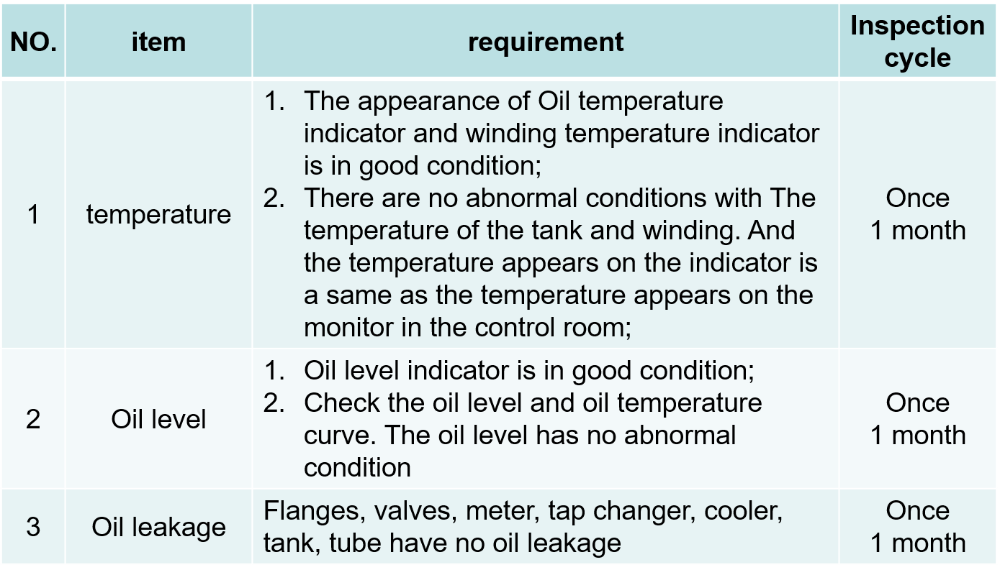 NO.
item
requirement
Inspection
cycle
1
temperature
1. The appearance of Oil temperature
indicator and winding temperature indicator
is in good condition;
2. There are no abnormal conditions with The
temperature of the tank and winding. And
the temperature appears on the indicator is
a same as the temperature appears on the
monitor in the control room;
Once
1 month
2
Oil level
1. Oil level indicator is in good condition;
2. Check the oil level and oil temperature
curve. The oil level has no abnormal
condition
Once
1 month
3
Oil leakage
Flanges, valves, meter, tap changer, cooler,
tank, tube have no oil leakage
Once
1 month